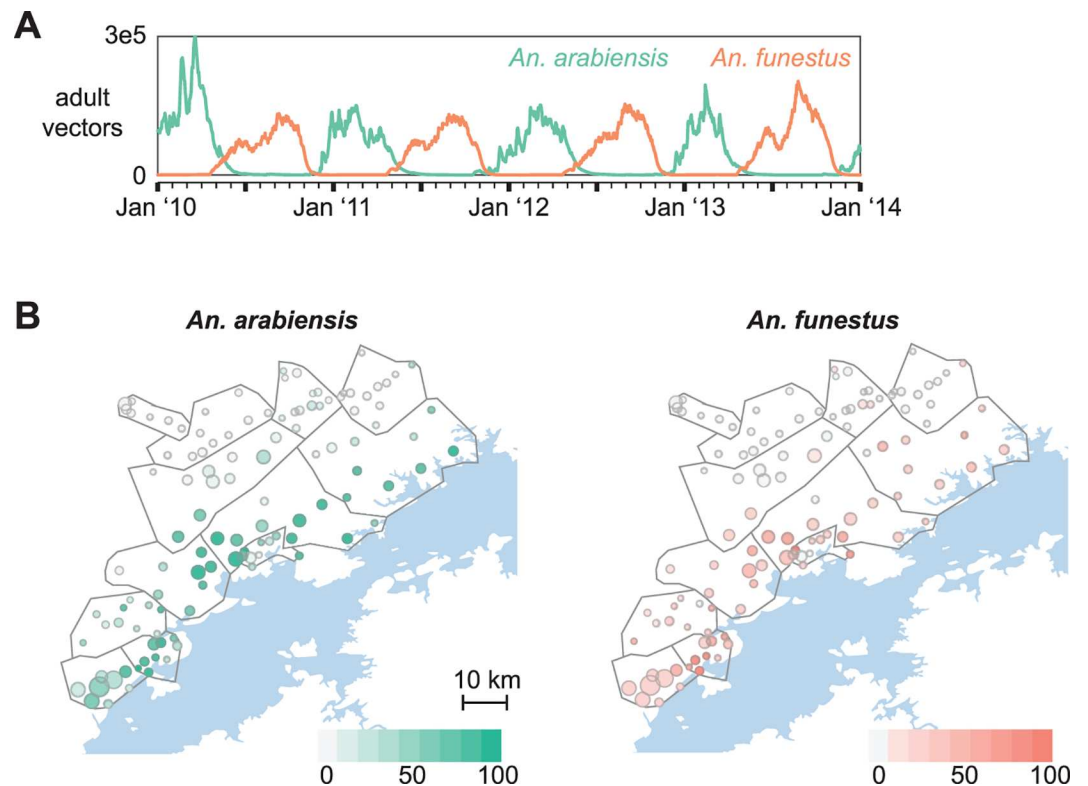 A
3e5
An. arabiensis An. funestus
adult
vectors
0
Jan ‘10 Jan ‘11 Jan ‘12 Jan ‘13 Jan ‘14
B
An. arabiensis An. funestus
10 km
0 50 100 0 50 100